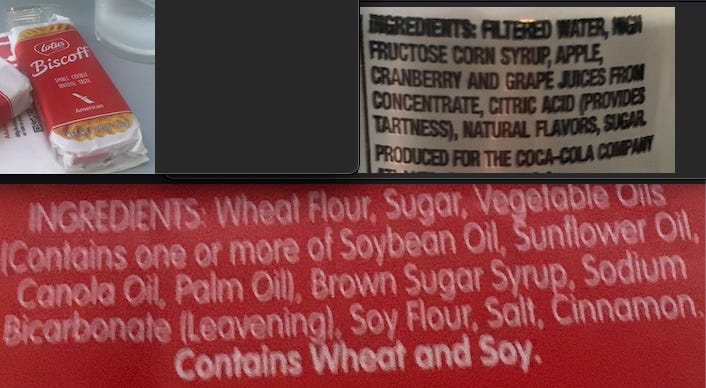 Lotus
Biscoff
SMALL COOKIE
American
INGREDIENTS: FILTERED WATER, HIGH
FRUCTOSE CORN SYRUP, APPLE,
CRANBERRY AND GRAPE JUICES FROM
CONCENTRATE, CITRIC ACID (PROVIDES
TARTNESS), NATURAL FLAVORS, SUGAR.
PRODUCED FOR THE COCA-COLA COMPANY
INGREDIENTS: Wheat Flour, Sugar, Vegetable Oils
(Contains one or more of Soybean Oil, Sunflower Oil,
Canola Oil, Palm Oil), Brown Sugar Syrup, Sodium
Bicarbonate (Leavening), Soy Flour, Salt, Cinnamon.
Contains Wheat and Soy.